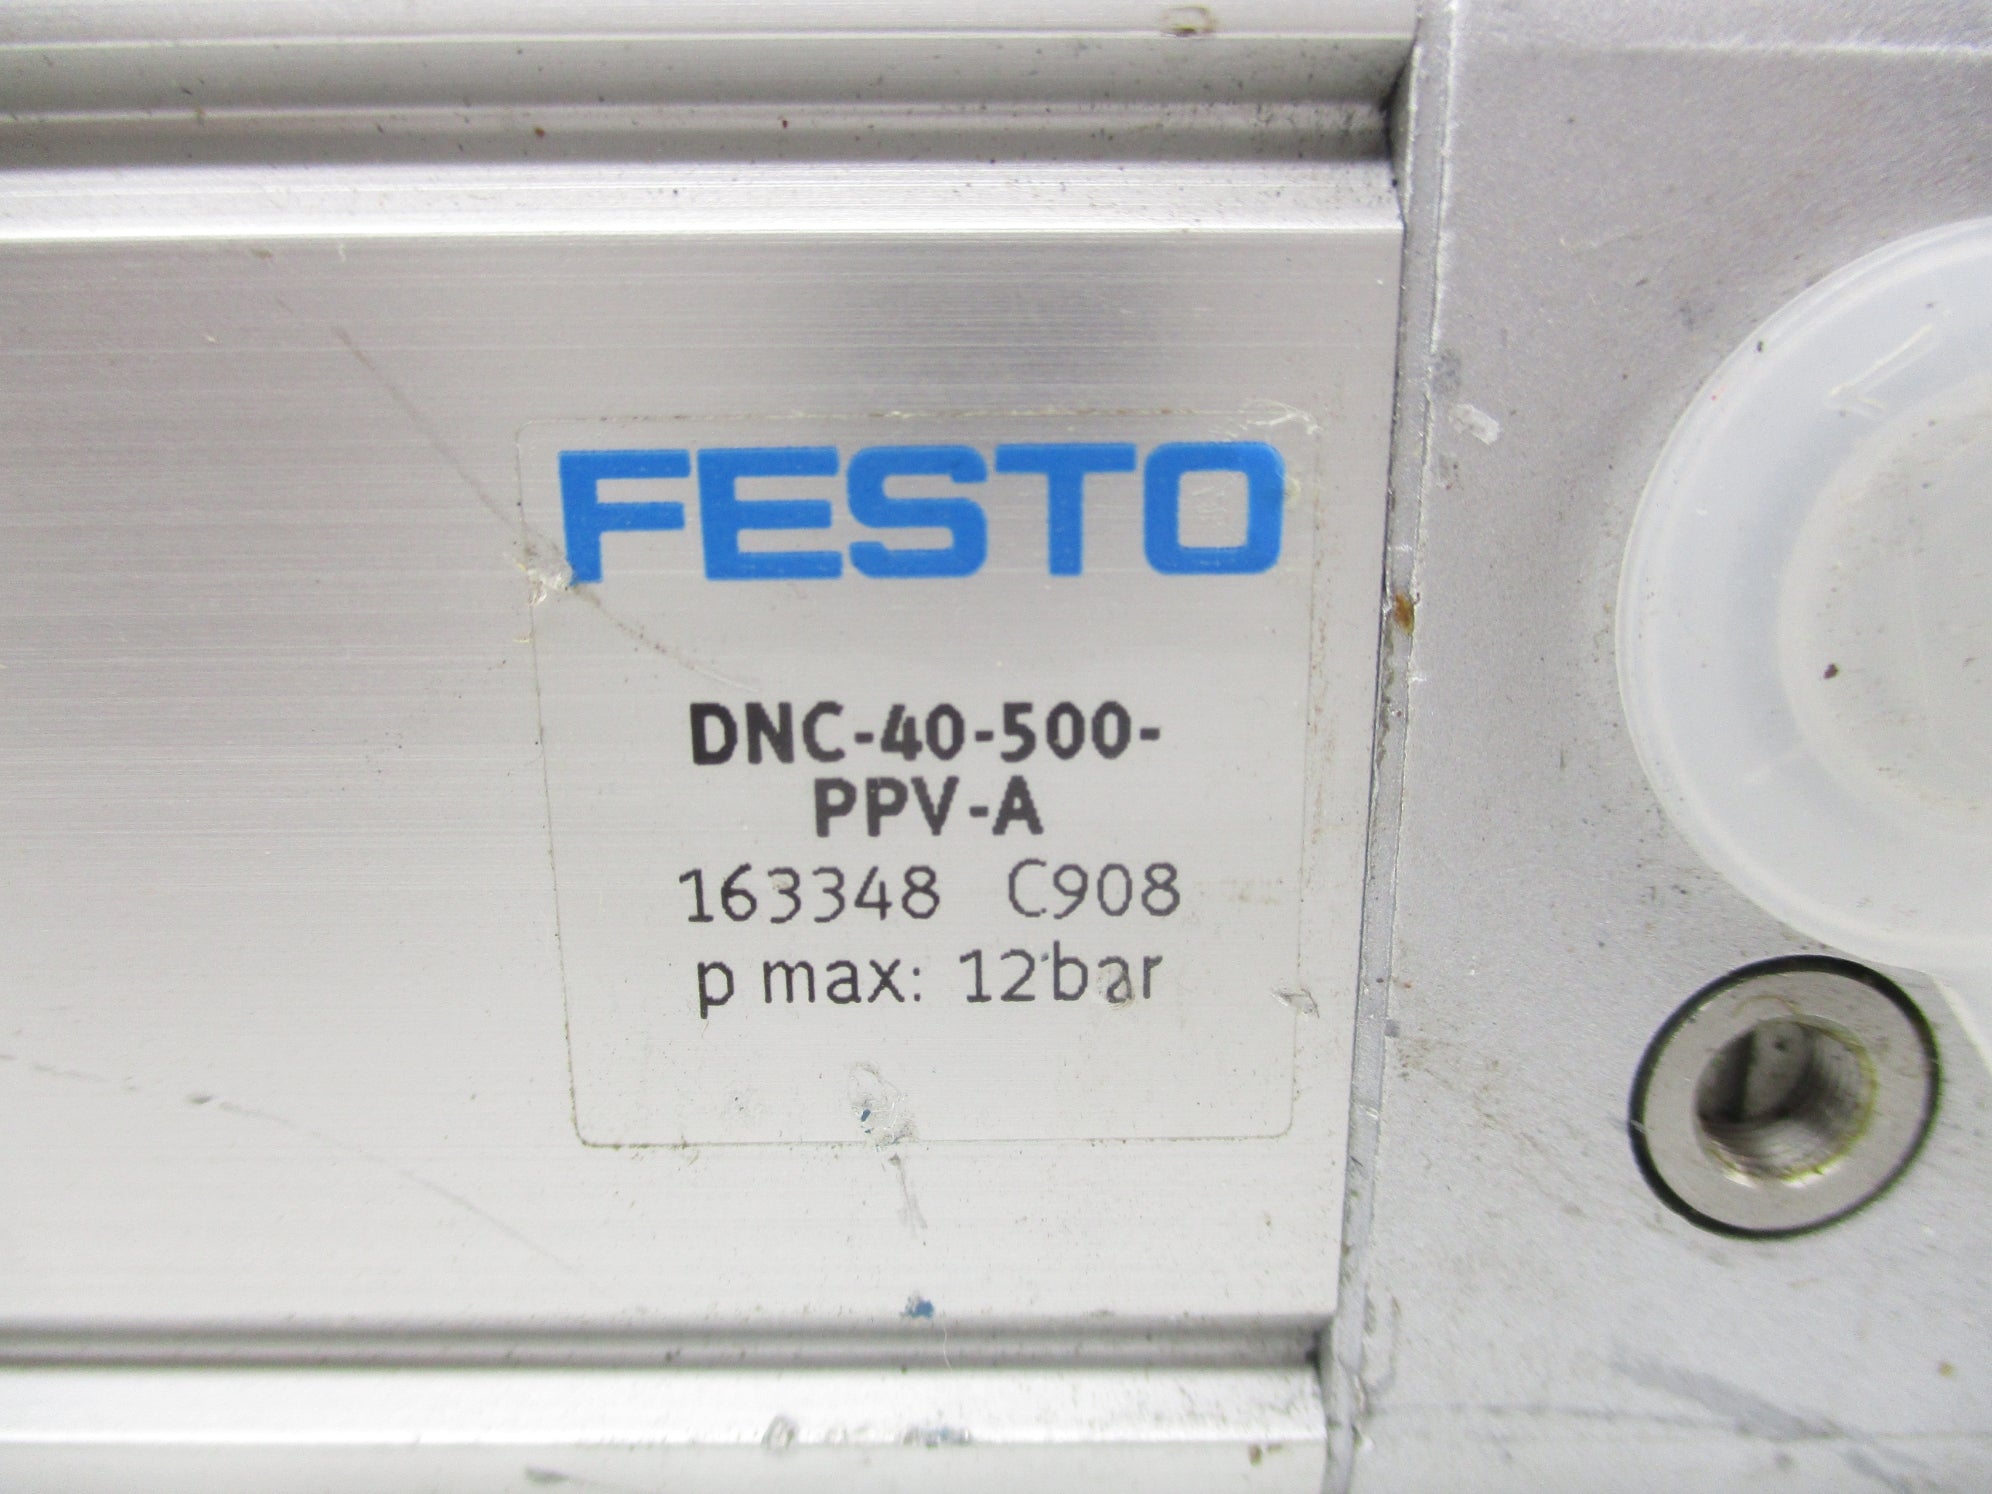 FESTO
DNC-40-500-
PPV-A
163348 C908
p max: 12 bar